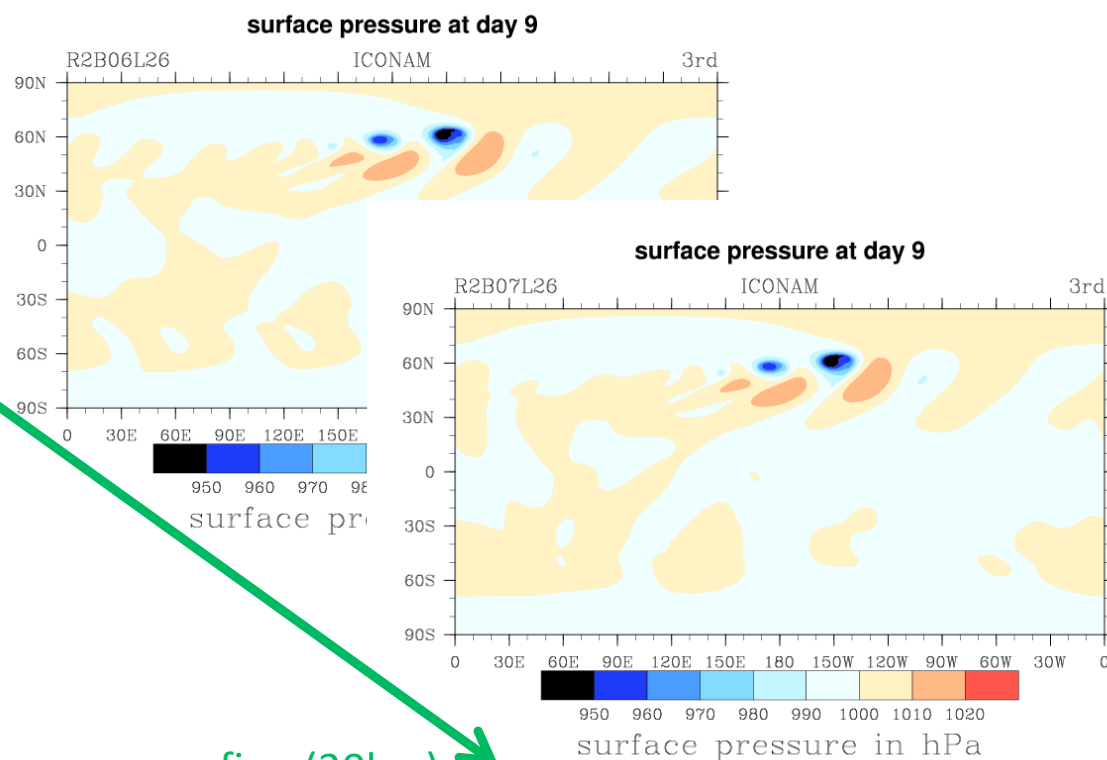 surface pressure at day 9
R2B06L26 ICONAM 3rd
90N
60N
30N
0
30S
60S
90S
0 30E 60E 90E 120E 150E
950 960 970
surface
surface pressure at day 9
R2B07L26 ICONAM 3rd
90N
60N
30N
0
30S
60S
90S
0 30E 60E 90E 120E 150E 180 150W 120W 90W 60W 30W 0
950 960 970 980 990 1000 1010 1020
surface pressure in hPa